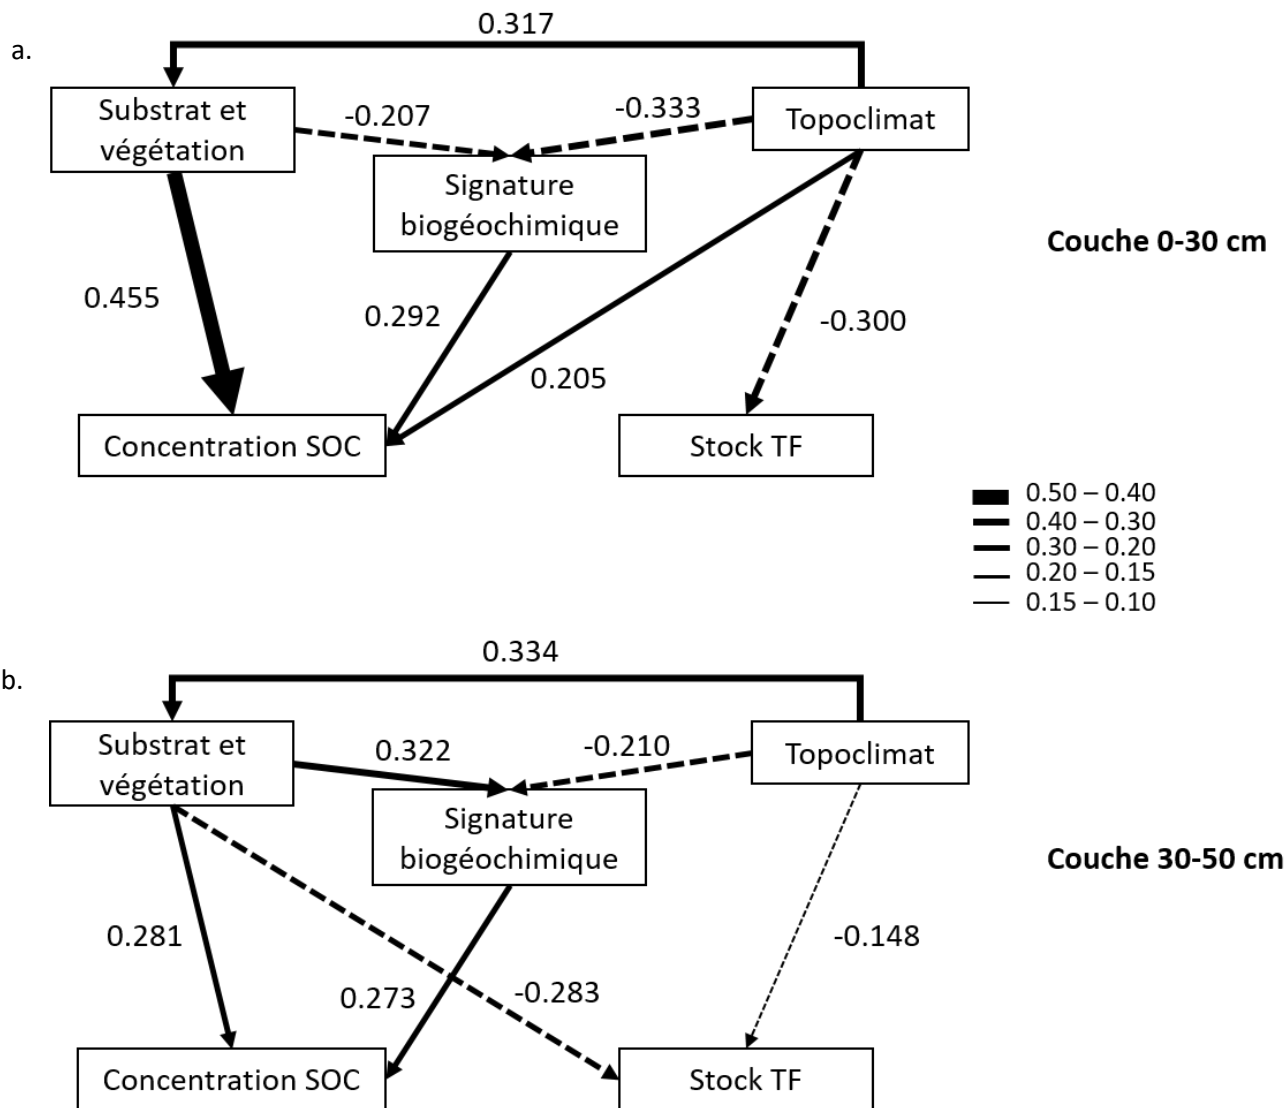 a.
0.317
Substrat et
végétation
-0.207
-0.333
Topoclimat
Signature
biogéochimique
Couche 0-30 cm
0.455
0.292
0.205
-0.300
Concentration SOC
Stock TF
0.50 – 0.40
0.40 – 0.30
0.30 – 0.20
0.20 – 0.15
0.15 – 0.10
b.
0.334
Substrat et
végétation
0.322
-0.210
Topoclimat
Signature
biogéochimique
Couche 30-50 cm
0.281
0.273
-0.283
-0.148
Concentration SOC
Stock TF